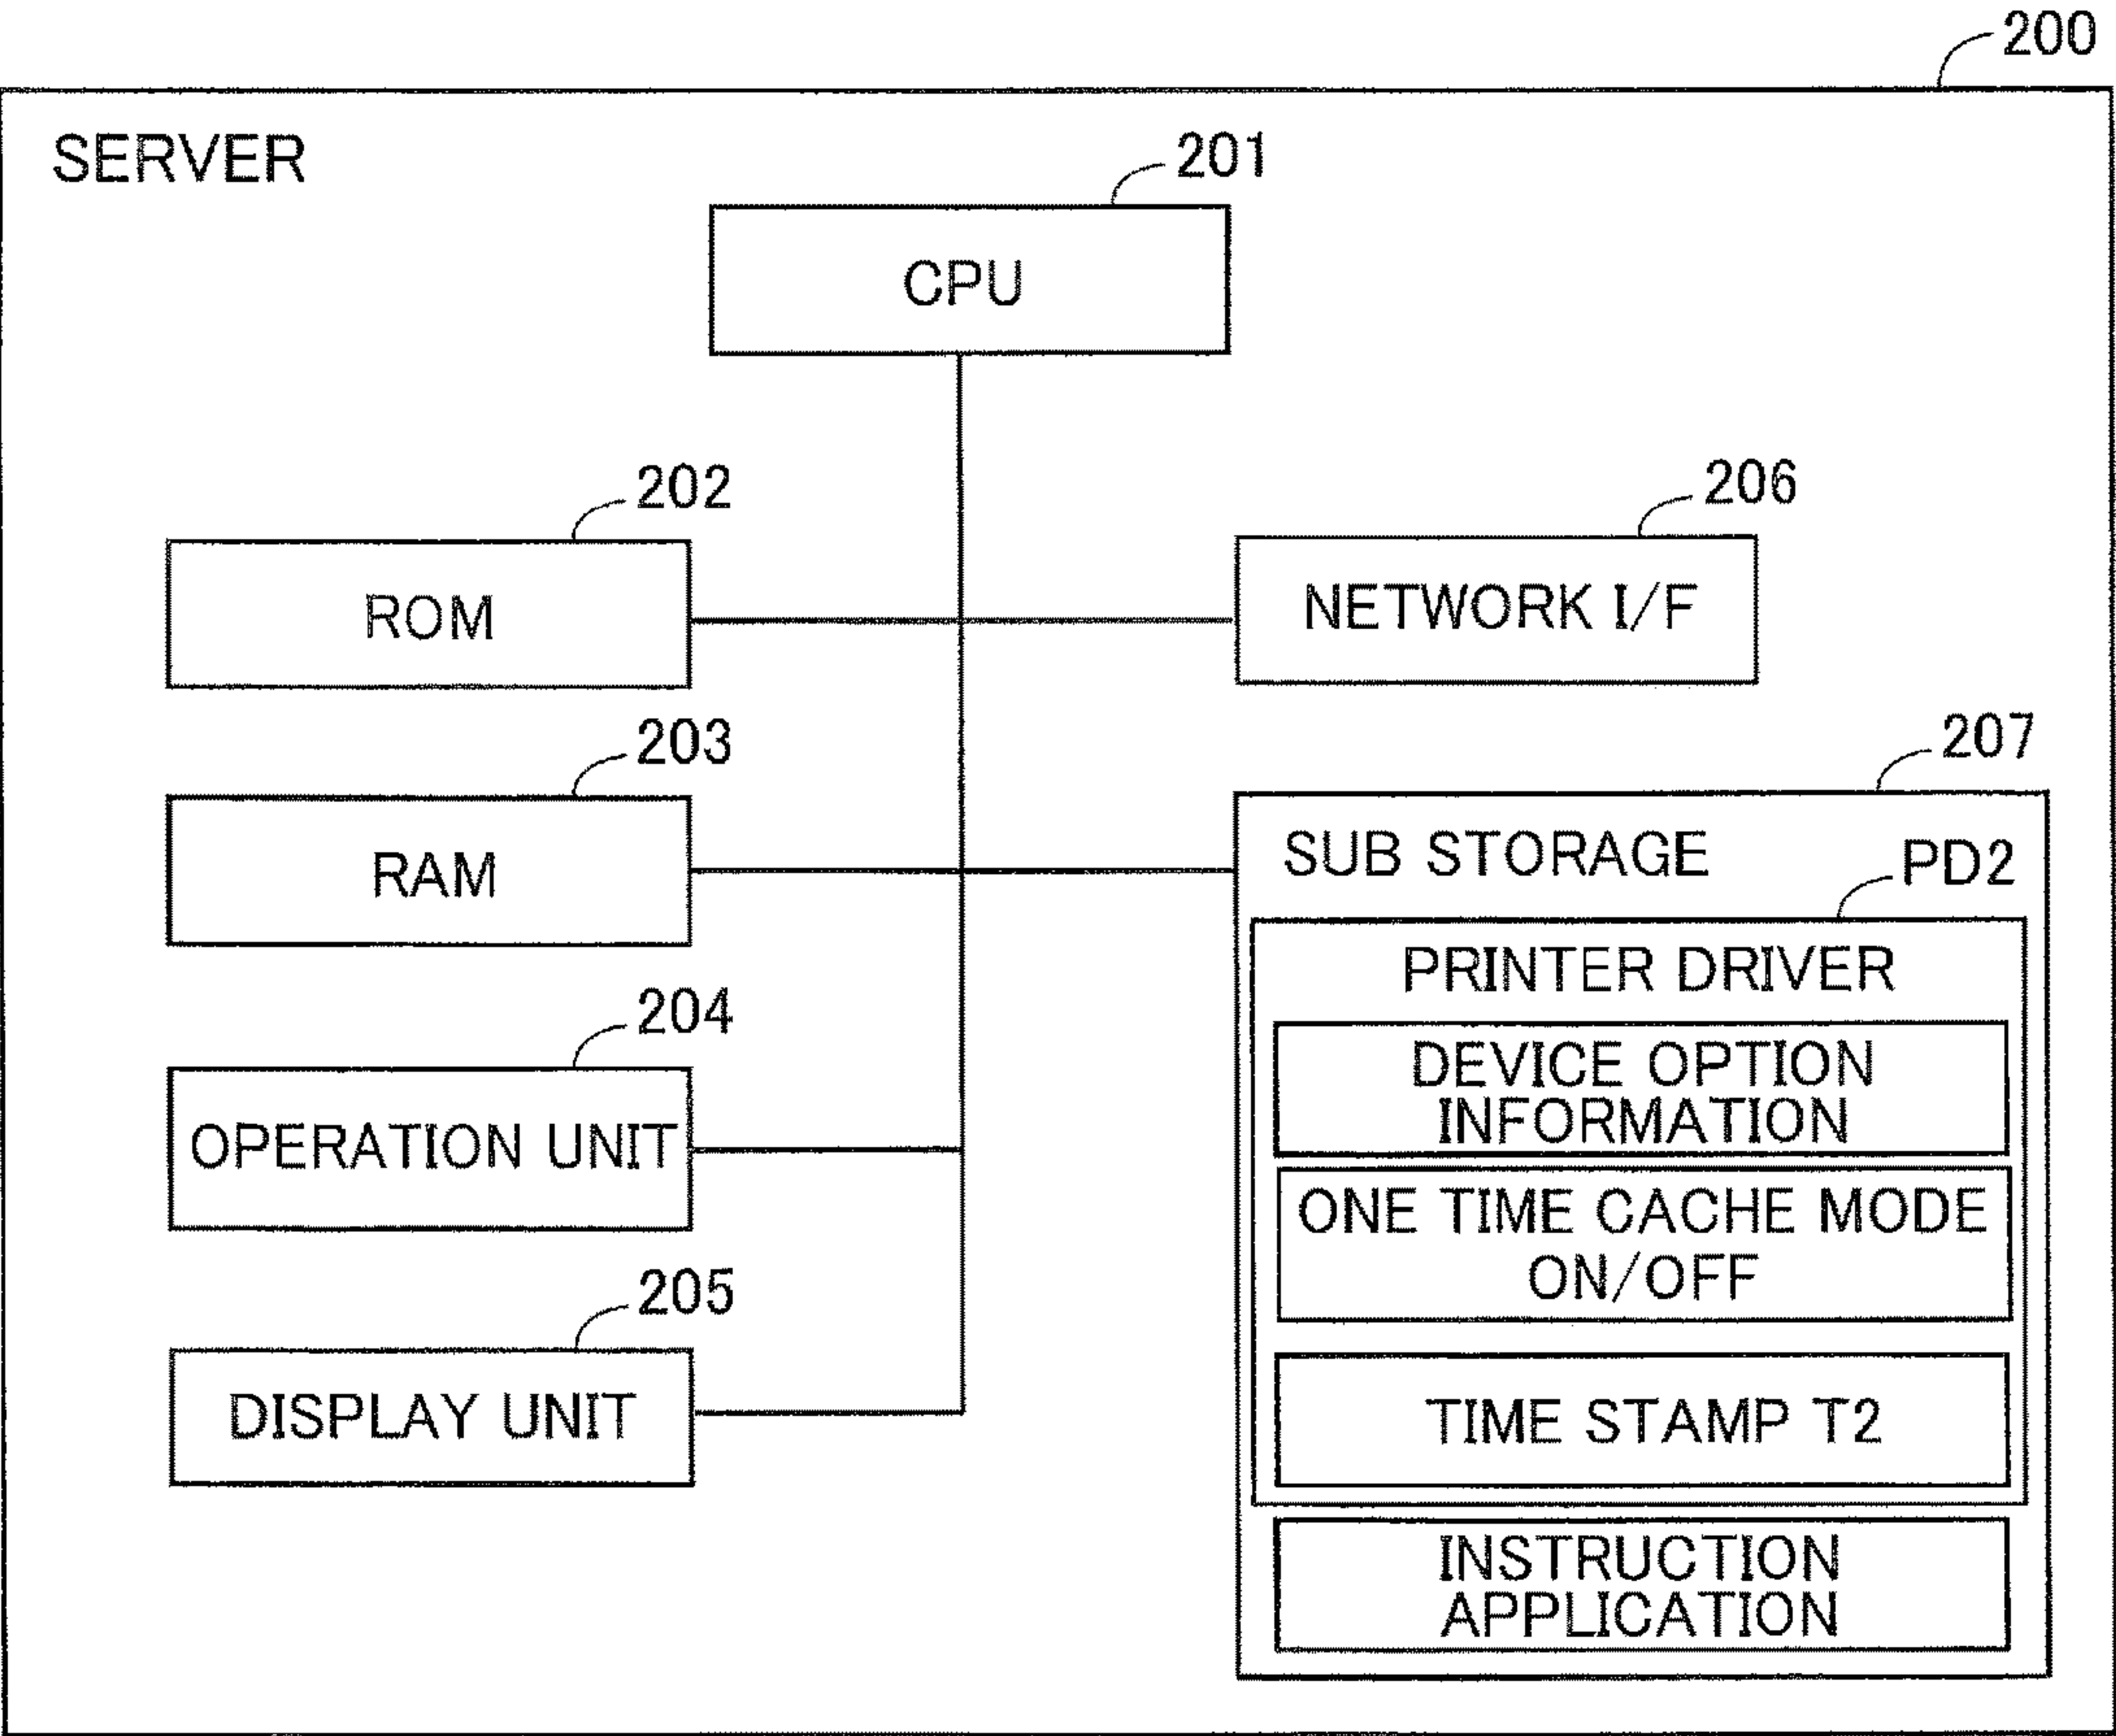 200
SERVER
201
CPU
202
ROM
206
NETWORK I/F
203
RAM
207
SUB STORAGE
PD2
PRINTER DRIVER
DEVICE OPTION
INFORMATION
204
OPERATION UNIT
ONE TIME CACHE MODE
ON/OFF
205
DISPLAY UNIT
TIME STAMP T2
INSTRUCTION
APPLICATION